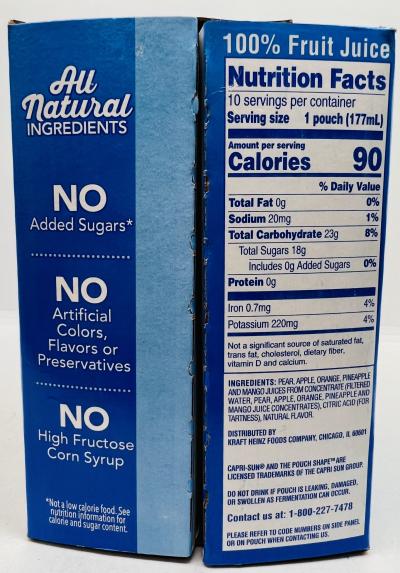 All
Natural
INGREDIENTS
NO
Added Sugars*
NO
Artificial
Colors,
Flavors or
Preservatives
NO
High Fructose
Corn Syrup
*Not a low calorie food. See
nutrition information for
calorie and sugar content.
100% Fruit Juice
Nutrition Facts
10 servings per container
Serving size 1 pouch (177mL)
Amount per serving
Calories 90
% Daily Value
Total Fat 0g 0%
Sodium 20mg 1%
Total Carbohydrate 23g 8%
Total Sugars 18g
Includes 0g Added Sugars 0%
Protein 0g
Iron 0.7mg 4%
Potassium 220mg 4%
Not a significant source of saturated fat,
trans fat, cholesterol, dietary fiber,
vitamin D and calcium.
INGREDIENTS: PEAR, APPLE, ORANGE, PINEAPPLE
AND MANGO JUICES FROM CONCENTRATE (FILTERED
WATER, PEAR, APPLE, ORANGE, PINEAPPLE AND
MANGO JUICE CONCENTRATES), CITRIC ACID (FOR
TARTNESS), NATURAL FLAVOR.
DISTRIBUTED BY
KRAFT HEINZ FOODS COMPANY, CHICAGO, IL 60601
CAPRI-SUN® AND THE POUCH SHAPE™ ARE
LICENSED TRADEMARKS OF THE CAPRI SUN GROUP.
DO NOT DRINK IF POUCH IS LEAKING, DAMAGED,
OR SWOLLEN AS FERMENTATION CAN OCCUR.
Contact us at: 1-800-227-7478
PLEASE REFER TO CODE NUMBERS ON SIDE PANEL
OR ON POUCH WHEN CONTACTING US.